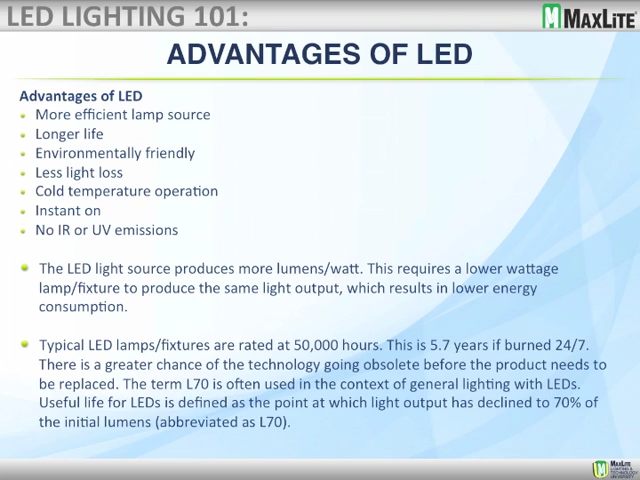 LED LIGHTING 101:
MAXLITE®
ADVANTAGES OF LED
Advantages of LED
• More efficient lamp source
• Longer life
• Environmentally friendly
• Less light loss
• Cold temperature operation
• Instant on
• No IR or UV emissions
• The LED light source produces more lumens/watt. This requires a lower wattage
lamp/fixture to produce the same light output, which results in lower energy
consumption.
• Typical LED lamps/fixtures are rated at 50,000 hours. This is 5.7 years if burned 24/7.
There is a greater chance of the technology going obsolete before the product needs to
be replaced. The term L70 is often used in the context of general lighting with LEDs.
Useful life for LEDs is defined as the point at which light output has declined to 70% of
the initial lumens (abbreviated as L70).
MAXLITE
LIGHTING &
TECHNOLOGY
UNIVERSITY